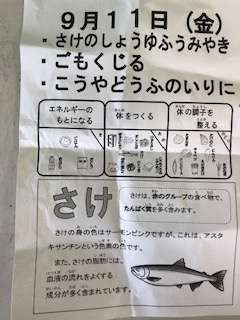 9月11日（金）
・さけのしょうゆふうみやき
・ごもくじる
・こうやどうふのいりに
エネルギーの
もとになる
体をつくる
体の調子を
整える
さけ
さけは、赤のグループの食べ物で、
たんぱく質を多く含みます。
さけの身の色はサーモンピンクですが、これは、アスタ
キサンチンという色素の色です。
また、さけの脂肪には、
血液の流れをよくする
成分が多く含まれています。